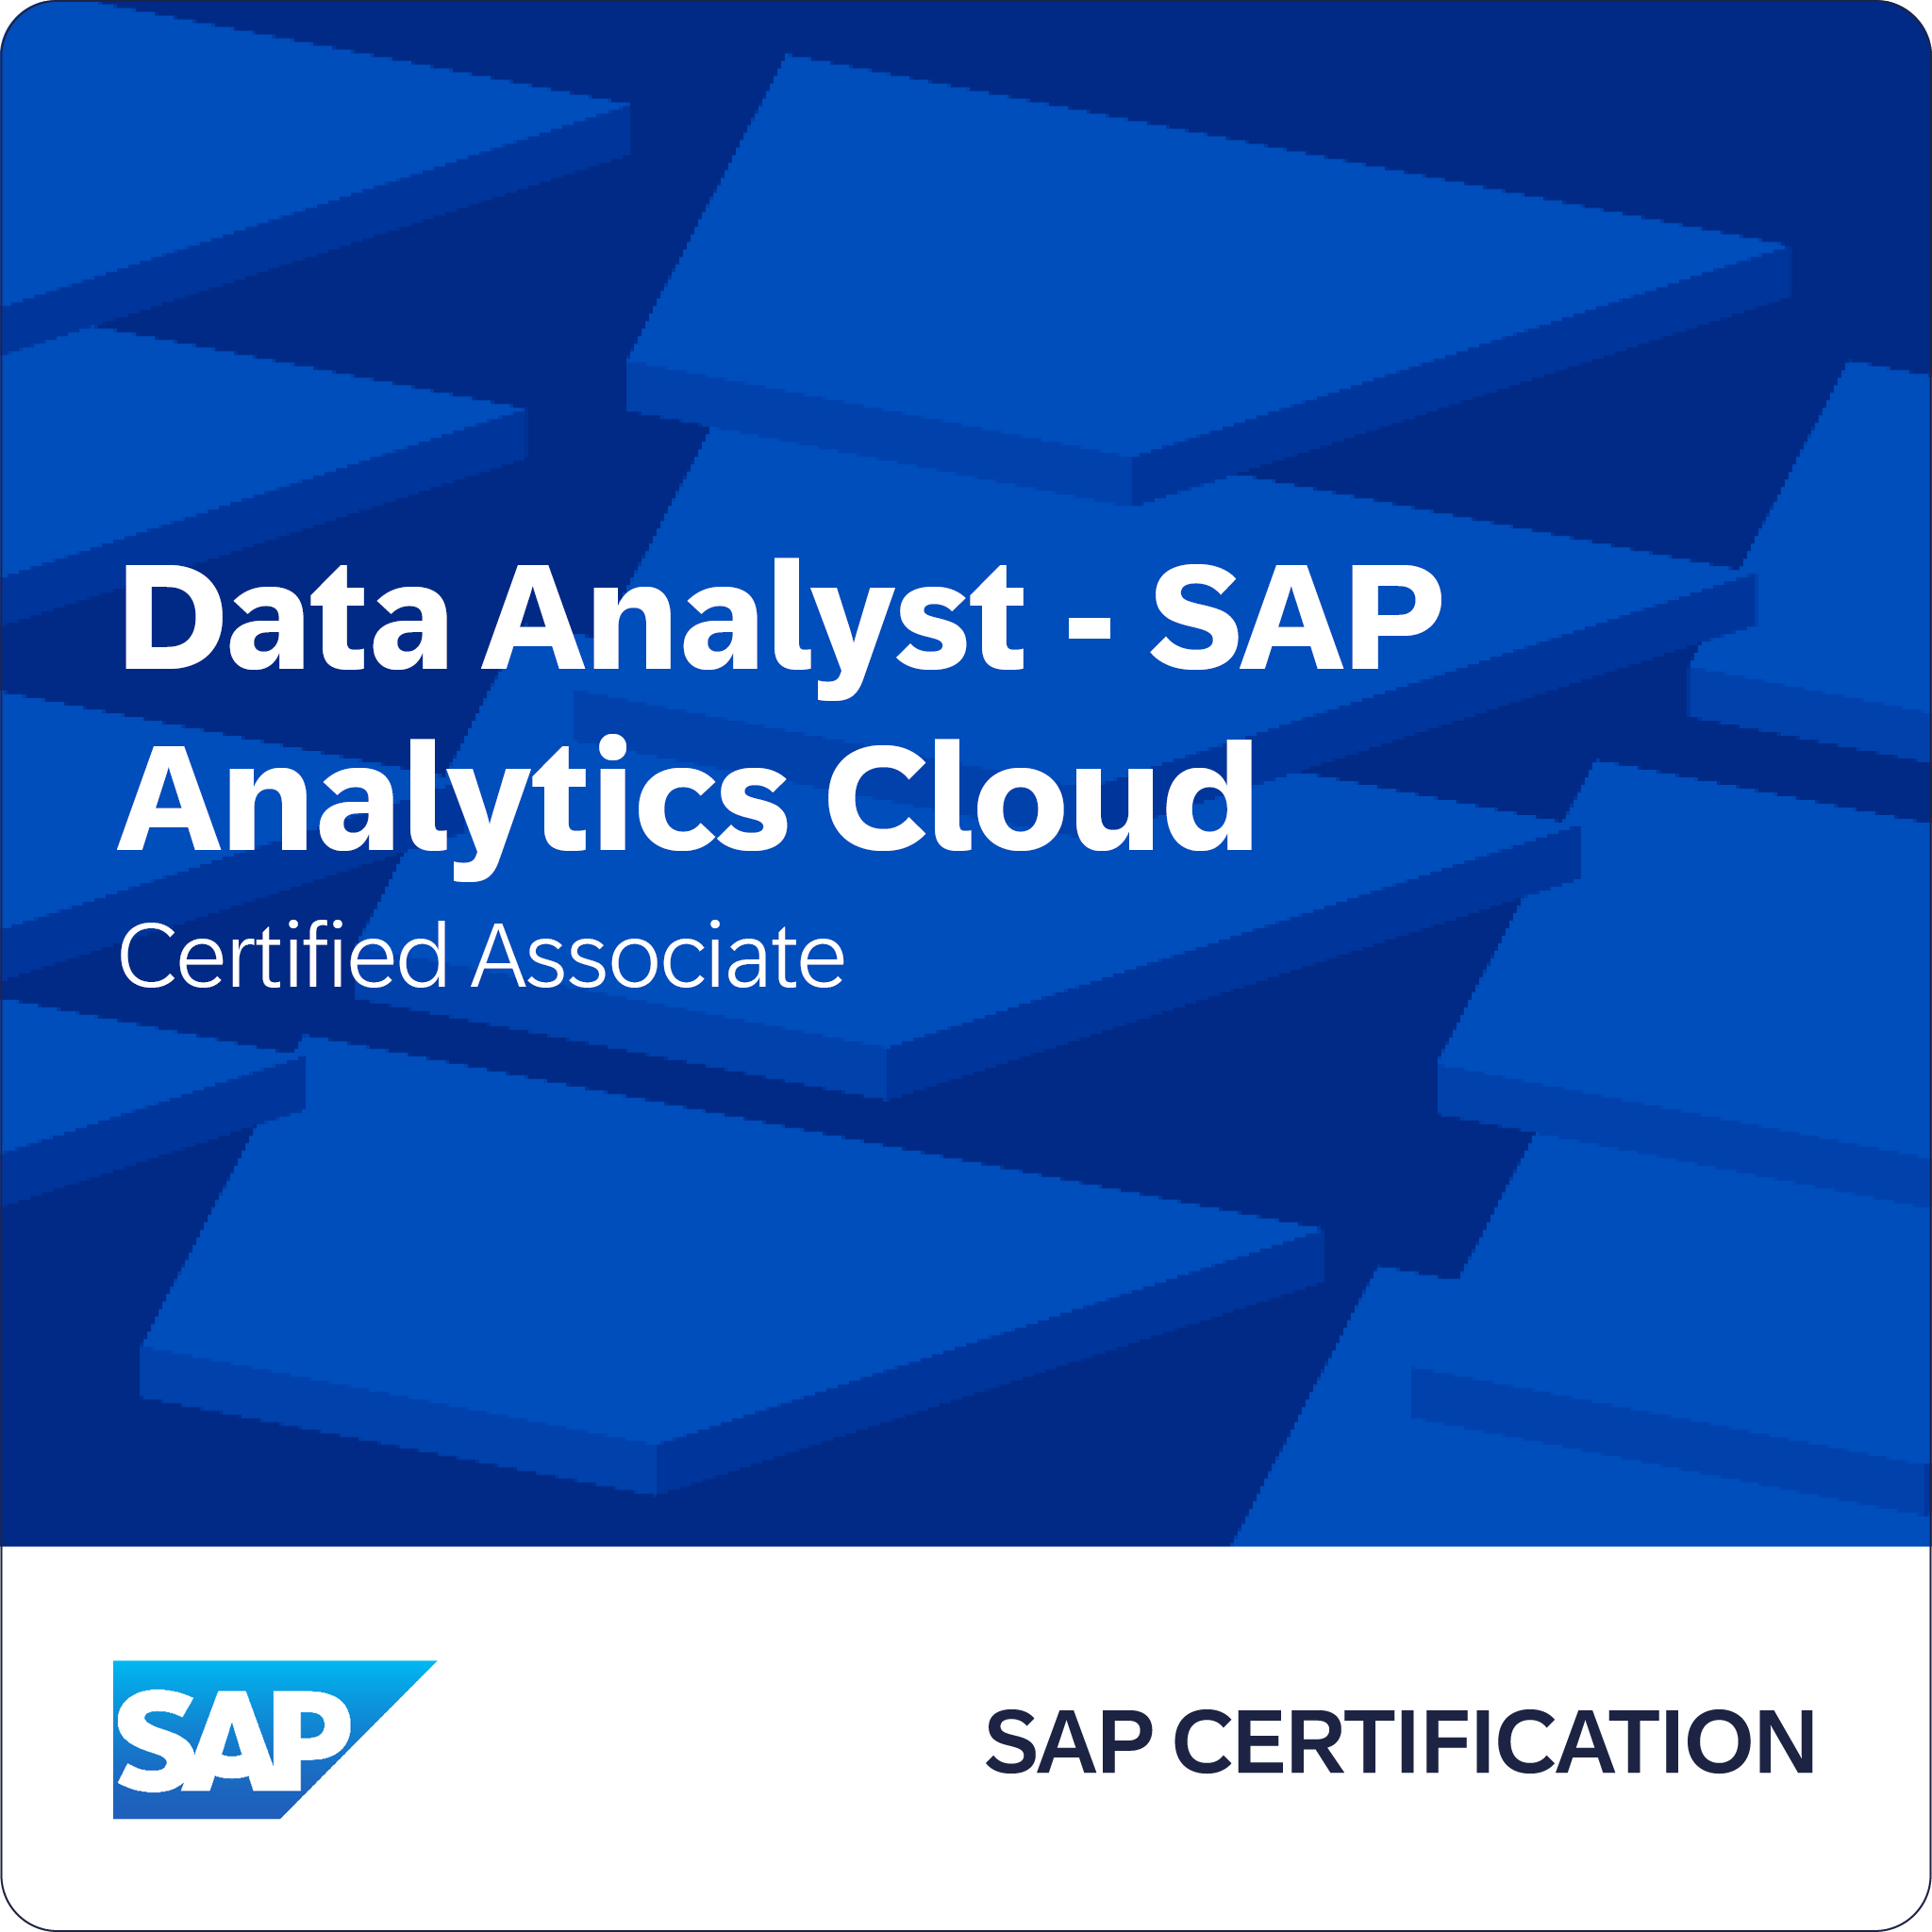 Data Analyst - SAP
Analytics Cloud
Certified Associate
SAP
SAP CERTIFICATION